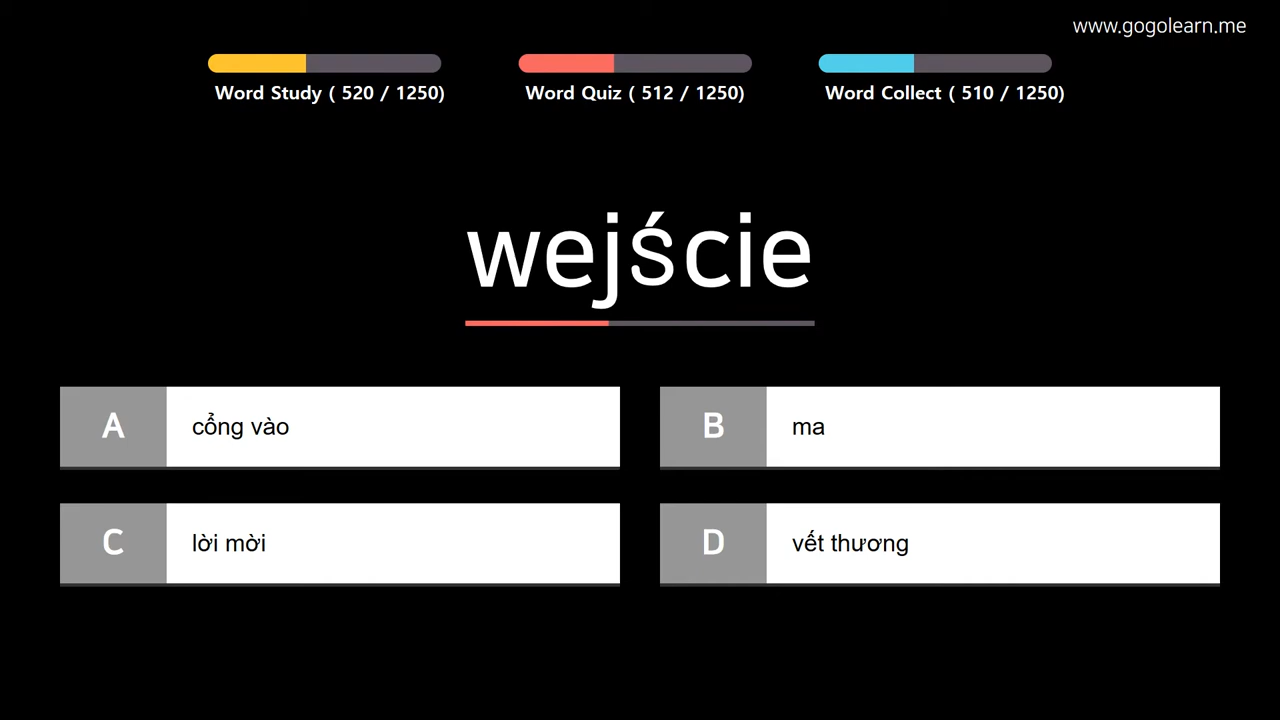 www.gogolearn.me
Word Study ( 520 / 1250)
Word Quiz ( 512 / 1250)
Word Collect ( 510 / 1250)
wejście
A cổng vào
B ma
C lời mời
D vết thương